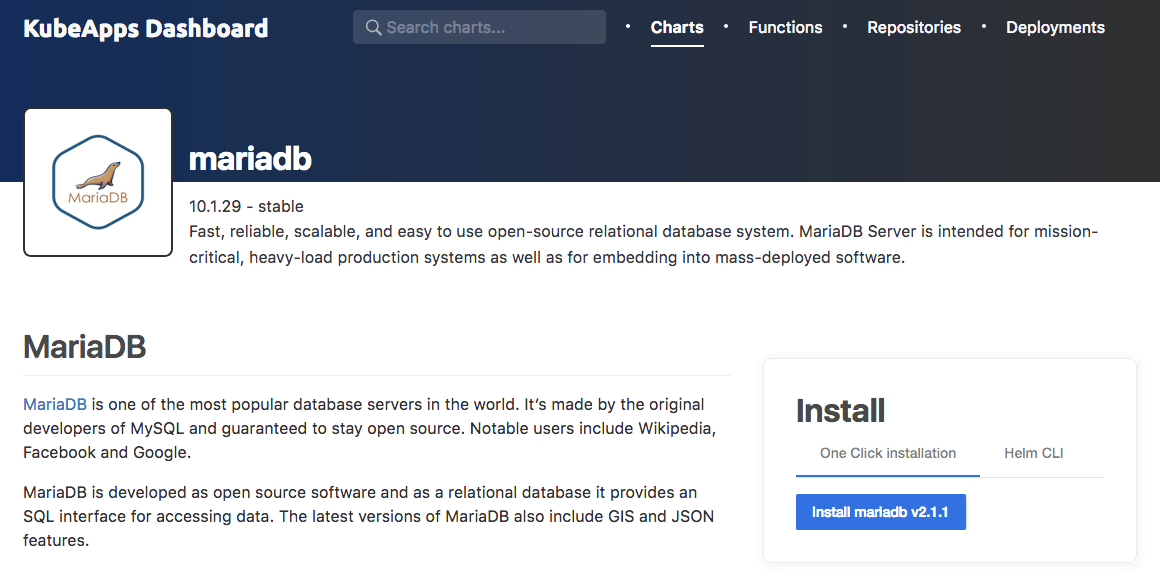 KubeApps Dashboard
Search charts...
• Charts • Functions • Repositories • Deployments
MariaDB
mariadb
10.1.29 - stable
Fast, reliable, scalable, and easy to use open-source relational database system. MariaDB Server is intended for mission-
critical, heavy-load production systems as well as for embedding into mass-deployed software.
MariaDB
MariaDB is one of the most popular database servers in the world. It’s made by the original
developers of MySQL and guaranteed to stay open source. Notable users include Wikipedia,
Facebook and Google.
MariaDB is developed as open source software and as a relational database it provides an
SQL interface for accessing data. The latest versions of MariaDB also include GIS and JSON
features.
Install
One Click installation
Helm CLI
Install mariadb v2.1.1